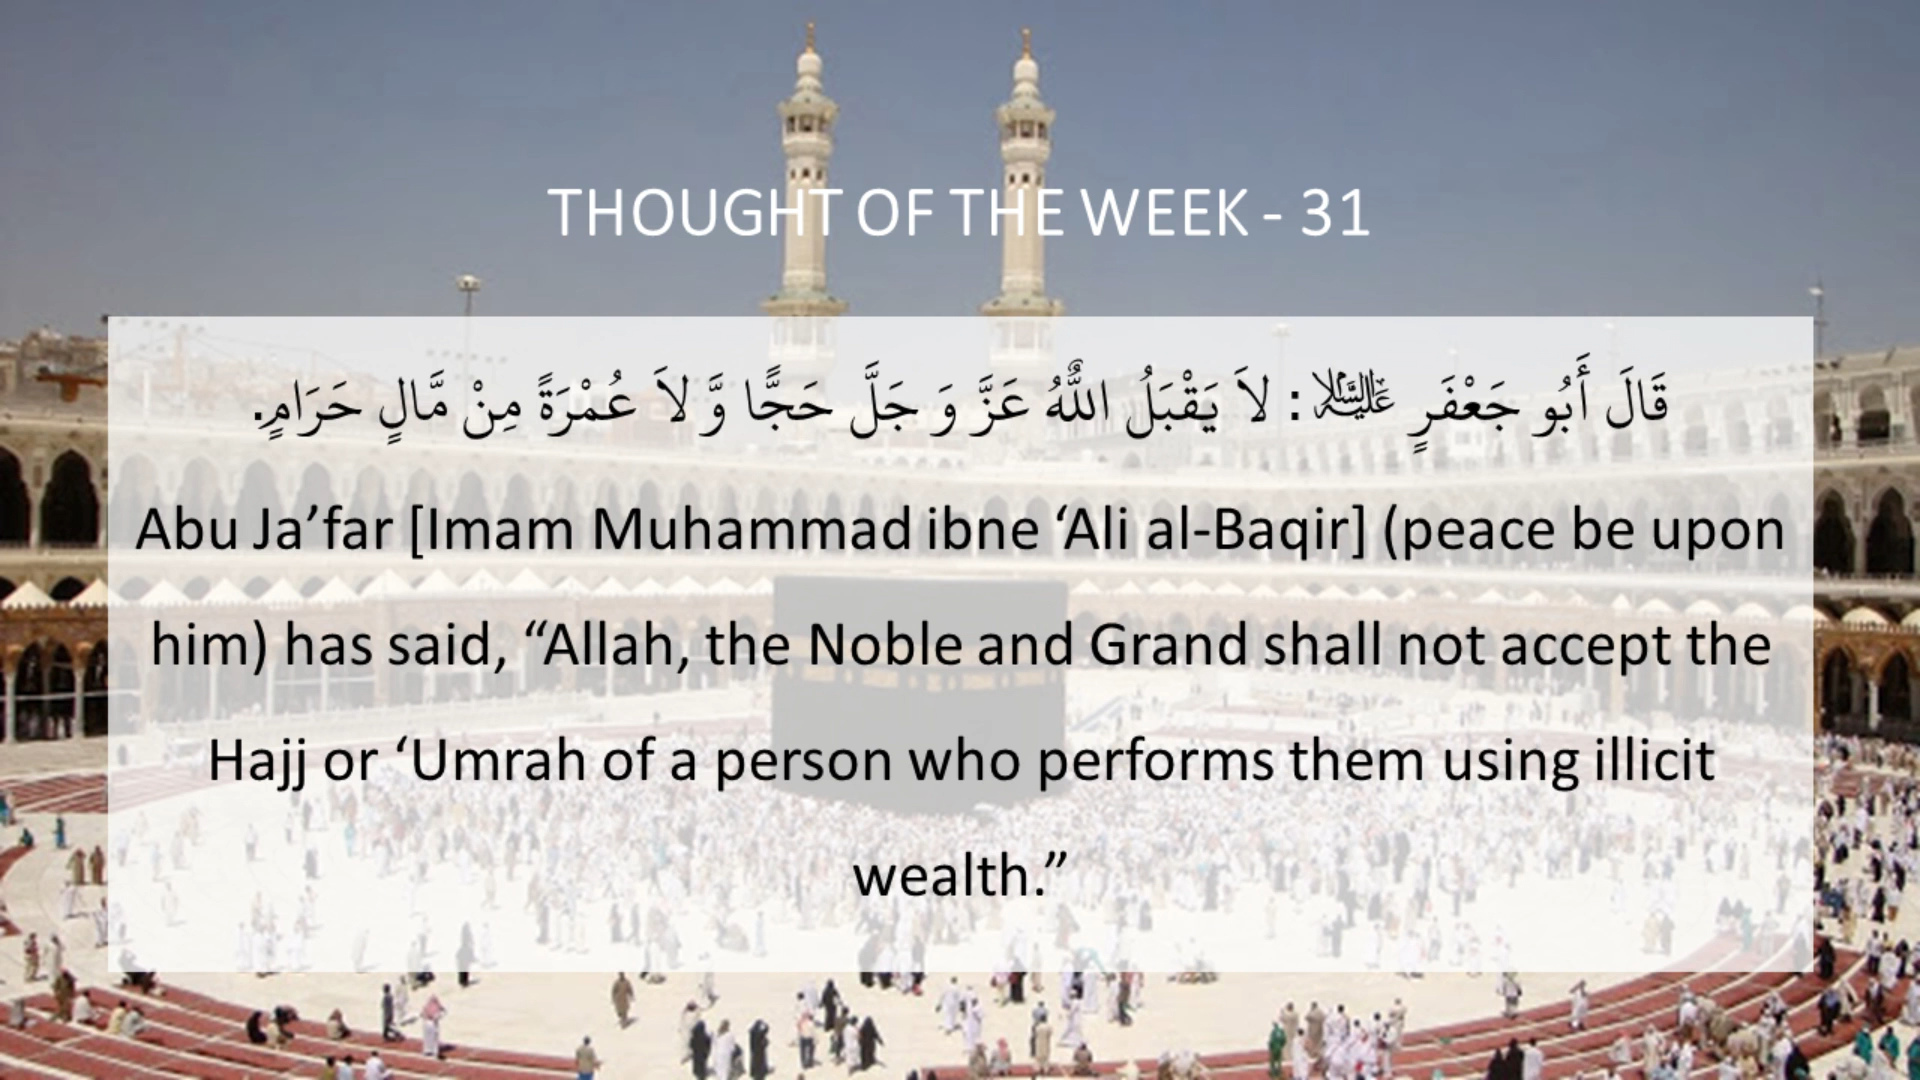 THOUGHT OF THE WEEK - 31
قَالَ أَبُو جَعْفَرٍ عَلَيْهِ السَّلَامُ: لاَ يَقْبَلُ اللّٰهُ عَزَّ وَ جَلَّ حَجًّا وَّ لاَ عُمْرَةً مِنْ مَّالٍ حَرَامٍ.
Abu Ja’far [Imam Muhammad ibne ‘Ali al-Baqir] (peace be upon
him) has said, “Allah, the Noble and Grand shall not accept the
Hajj or ‘Umrah of a person who performs them using illicit
wealth.”